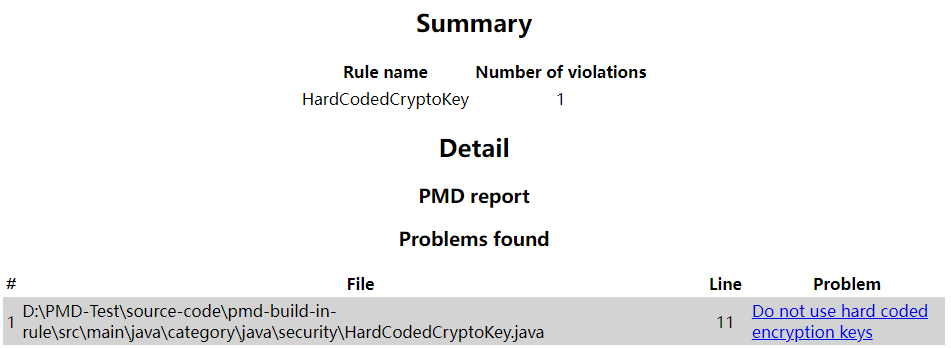 Summary
Rule name Number of violations
HardCodedCryptoKey 1
Detail
PMD report
Problems found
# File Line Problem
1 D:\PMD-Test\source-code\pmd-build-in-
rule\src\main\java\category\java\security\HardCodedCryptoKey.java 11 Do not use hard coded
encryption keys